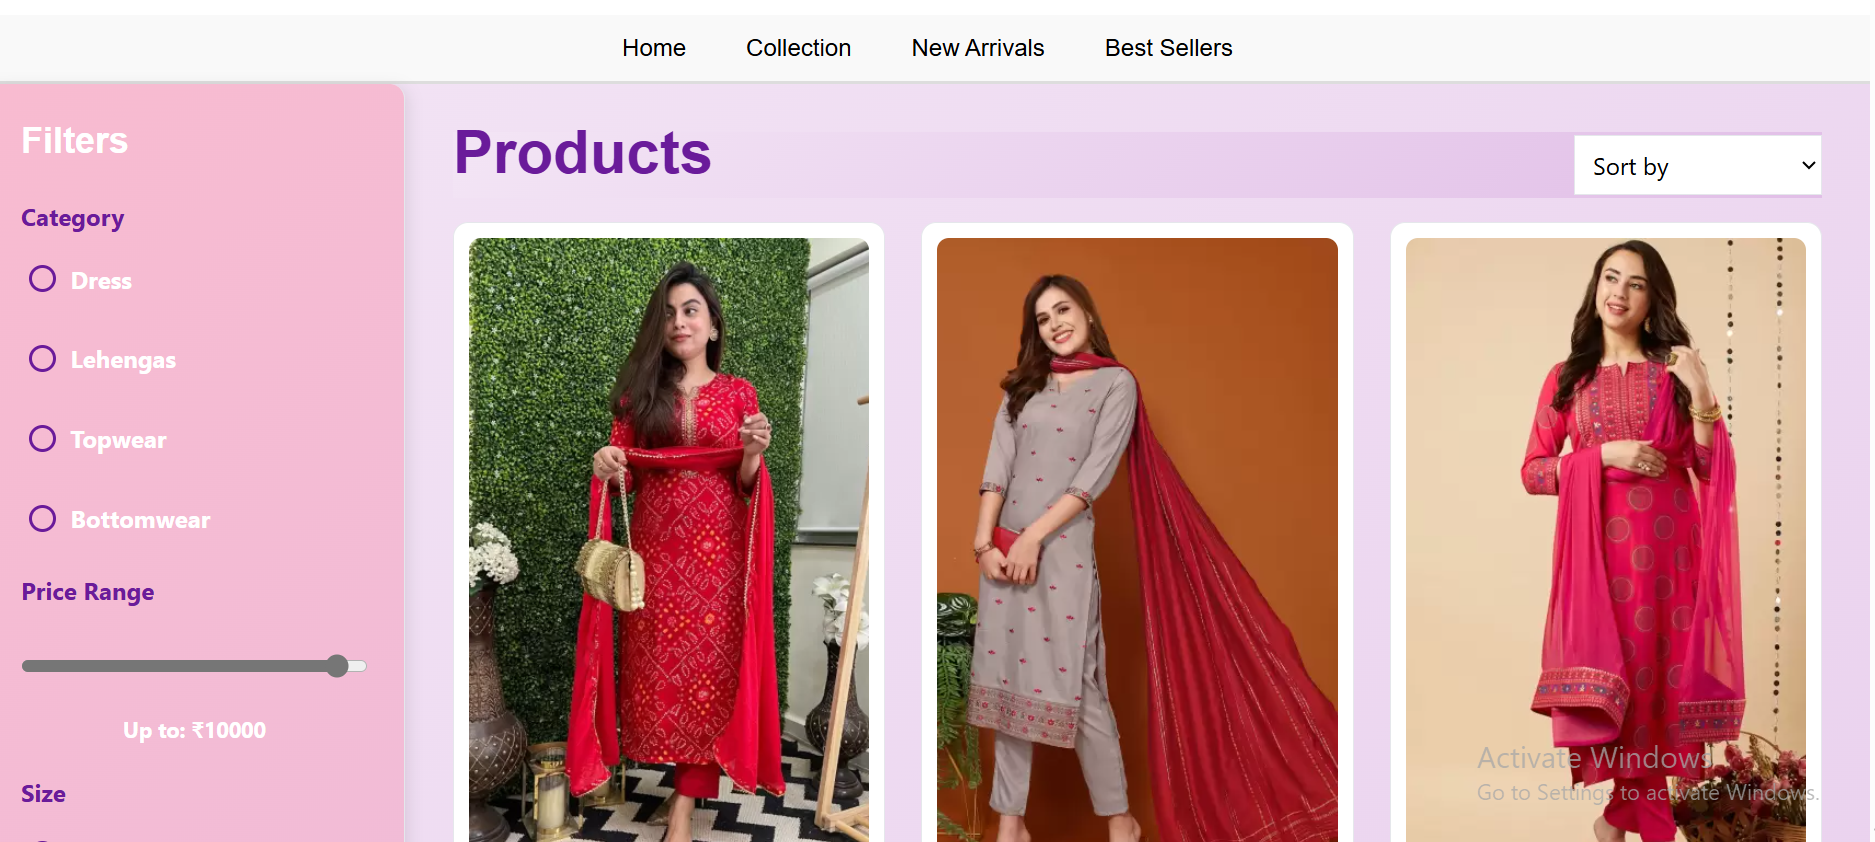 Home Collection New Arrivals Best Sellers
Filters
Category
Dress
Lehengas
Topwear
Bottomwear
Price Range
Up to: ₹10000
Size
Products
Sort by
Activate Windows
Go to Settings to activate Windows.